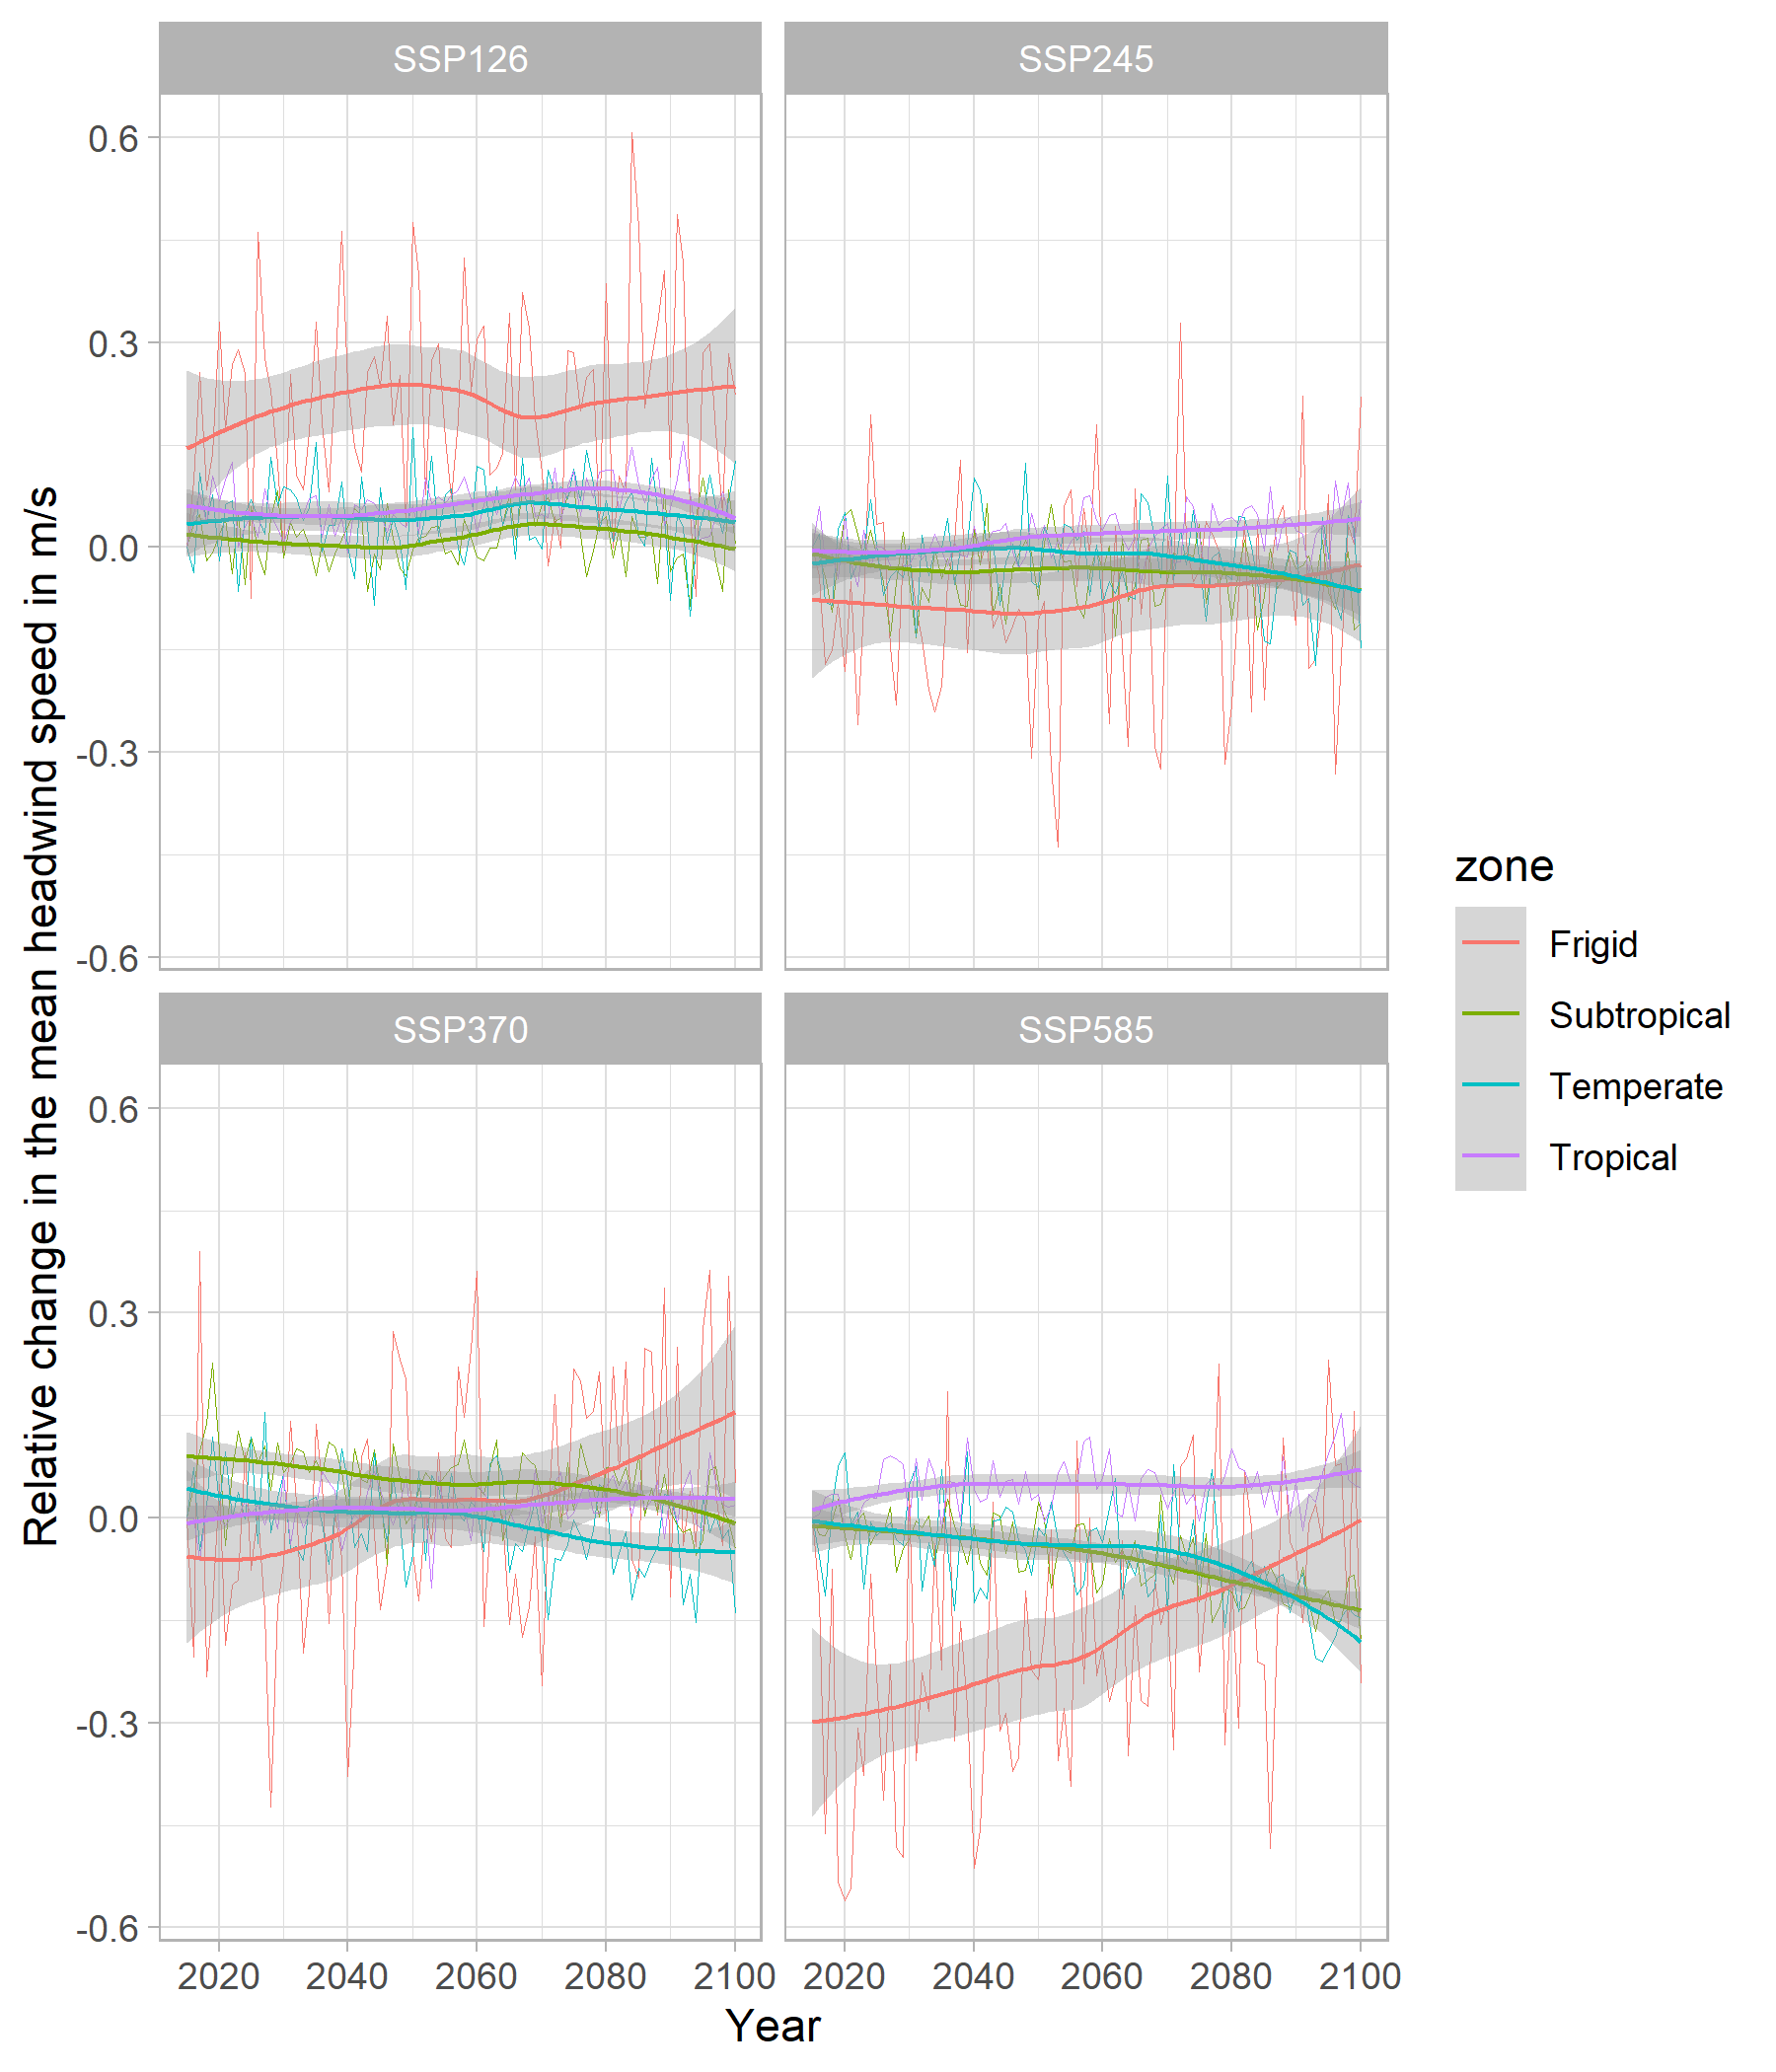 SSP126
SSP245
0.6
0.3
0.0
-0.3
-0.6
SSP370
SSP585
0.6
0.3
0.0
-0.3
-0.6
2020 2040 2060 2080 2100
2020 2040 2060 2080 2100
Year
Relative change in the mean headwind speed in m/s
zone
Frigid
Subtropical
Temperate
Tropical